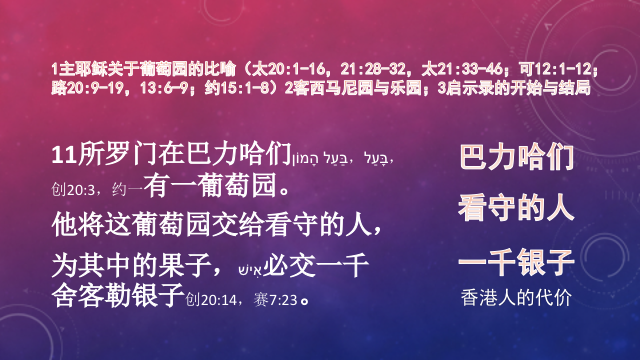 1主耶稣关于葡萄园的比喻（太20:1-16，21:28-32，太21:33-46；可12:1-12；
路20:9-19，13:6-9；约15:1-8）2客西马尼园与乐园；3启示录的开始与结局
11所罗门在巴力哈们בַּעַל הָמוֹן，בָּעַל，
创20:3，约一有一葡萄园。
他将这葡萄园交给看守的人，
为其中的果子，אִישׁ必交一千
舍客勒银子创20:14，赛7:23。
巴力哈们
看守的人
一千银子
香港人的代价